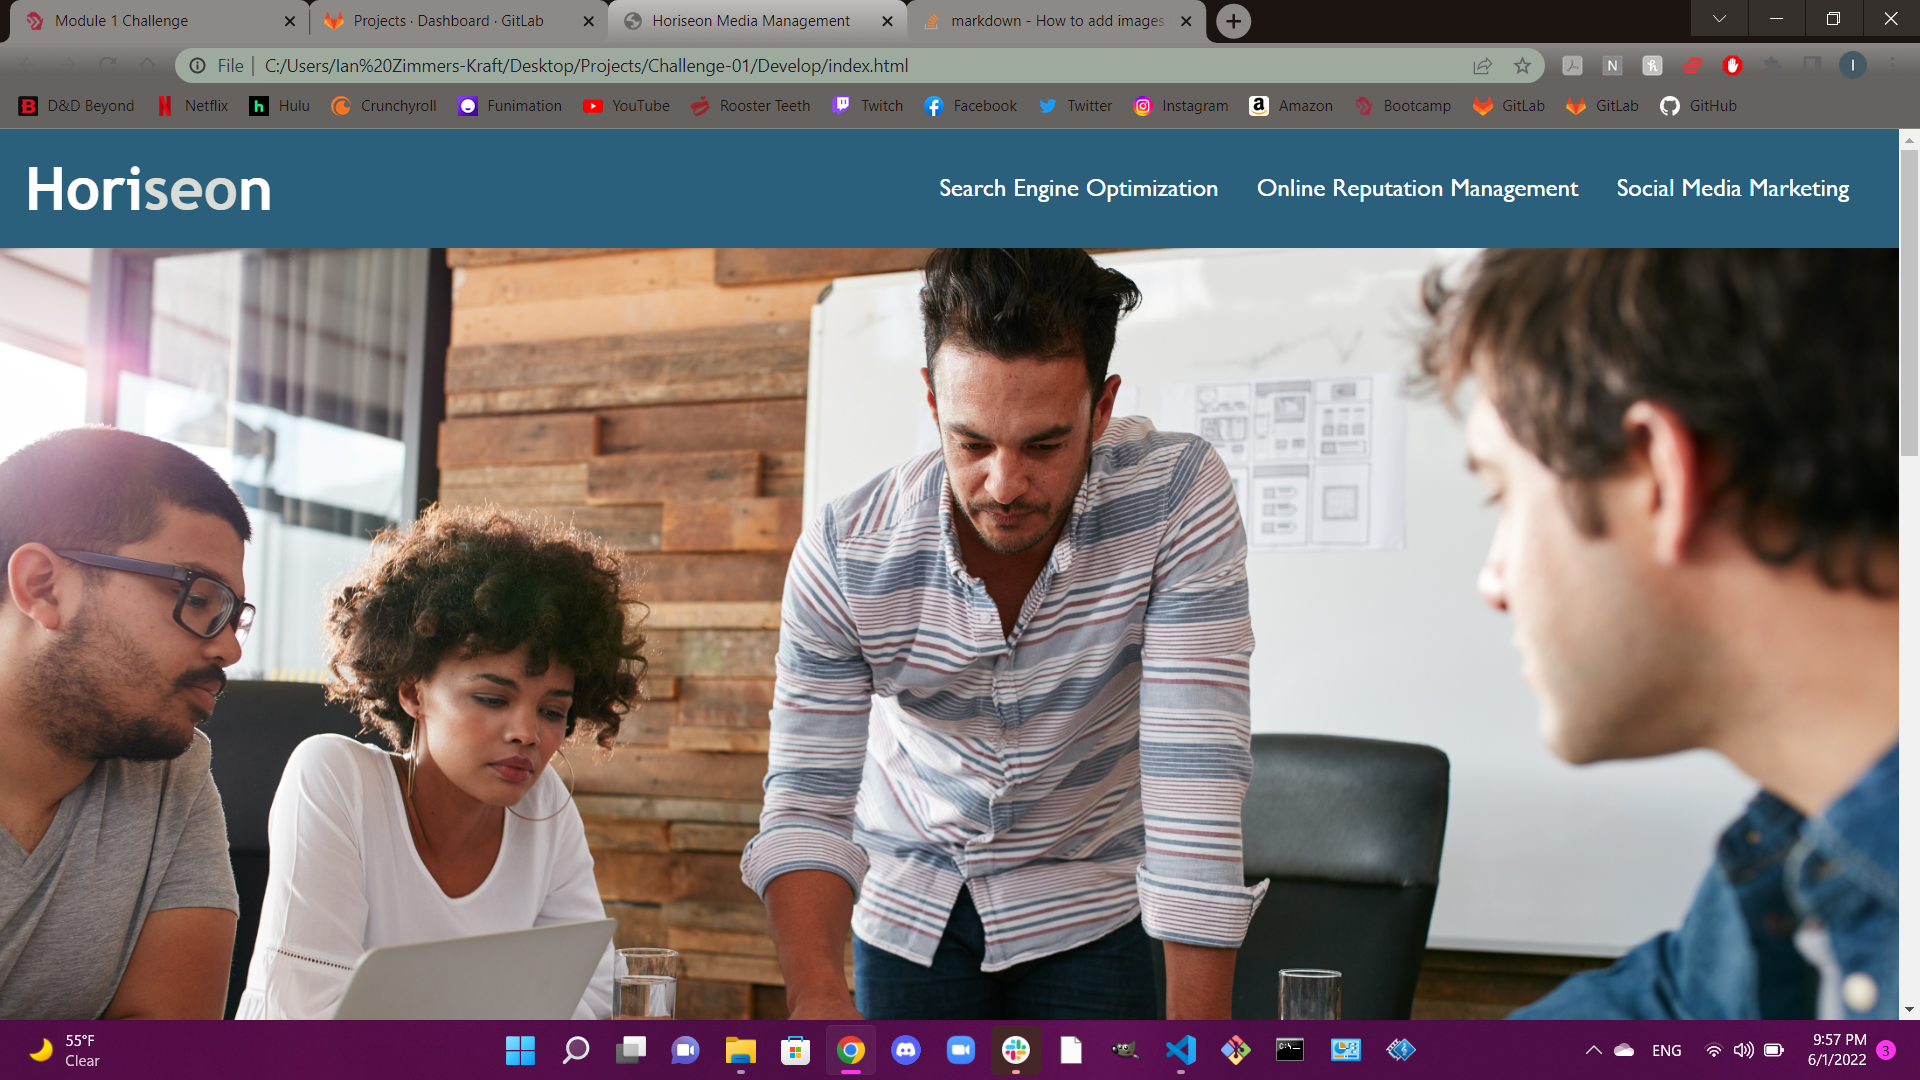 Module 1 Challenge
Projects · Dashboard · GitLab
Horiseon Media Management
markdown - How to add images
File
C:/Users/Ian%20Zimmers-Kraft/Desktop/Projects/Challenge-01/Develop/index.html
N
I
B D&D Beyond
Netflix
h Hulu
Crunchyroll
Funimation
YouTube
Rooster Teeth
Twitch
Facebook
Twitter
Instagram
a Amazon
Bootcamp
GitLab
GitLab
GitHub
Horiseon
Search Engine Optimization
Online Reputation Management
Social Media Marketing
55°F
Clear
ENG
9:57 PM
6/1/2022
3